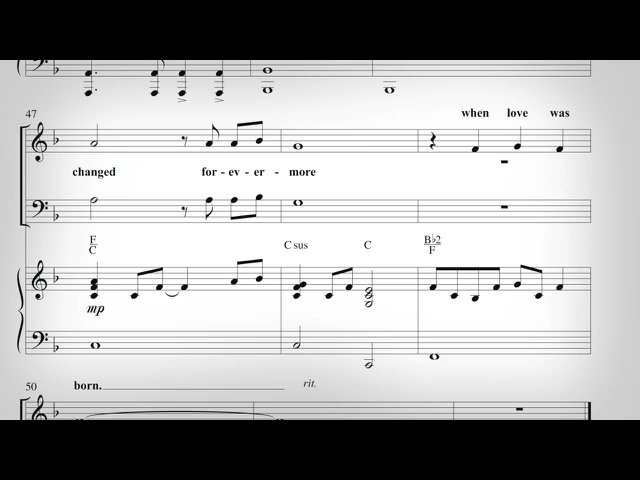 47
when love was
changed for - ev - er - more
F
C
C sus
C
B♭2
F
mp
50
born.
rit.